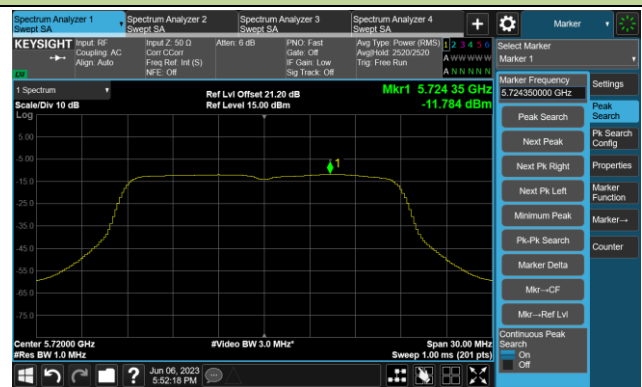 Spectrum Analyzer 1
Swept SA
Spectrum Analyzer 2
Swept SA
Spectrum Analyzer 3
Swept SA
Spectrum Analyzer 4
Swept SA
+
Marker
KEYSIGHT
Input: RF
Coupling: AC
Align: Auto
Input Z: 50 Ω
Corr CCorr
Freq Ref: Int (S)
NFE: Off
Atten: 6 dB
PNO: Fast
Gate: Off
IF Gain: Low
Sig Track: Off
Avg Type: Power (RMS)
Avg|Hold: 2520/2520
Trig: Free Run
1 2 3 4 5 6
A W W W W W
A N N N N N
LW
Select Marker
Marker 1
1 Spectrum
Scale/Div 10 dB
Log
Ref Lvl Offset 21.20 dB
Ref Level 15.00 dBm
Mkr1 5.724 35 GHz
-11.784 dBm
5.00
-5.00
-15.0
-25.0
-35.0
-45.0
-55.0
-65.0
-75.0
1
Center 5.72000 GHz
#Res BW 1.0 MHz
#Video BW 3.0 MHz*
Span 30.00 MHz
Sweep 1.00 ms (201 pts)
Marker Frequency
5.724350000 GHz
Peak Search
Next Peak
Next Pk Right
Next Pk Left
Minimum Peak
Pk-Pk Search
Marker Delta
Mkr→CF
Mkr→Ref Lvl
Continuous Peak
Search
On
Off
Settings
Peak
Search
Pk Search
Config
Properties
Marker
Function
Marker→
Counter
?
Jun 06, 2023
5:52:18 PM